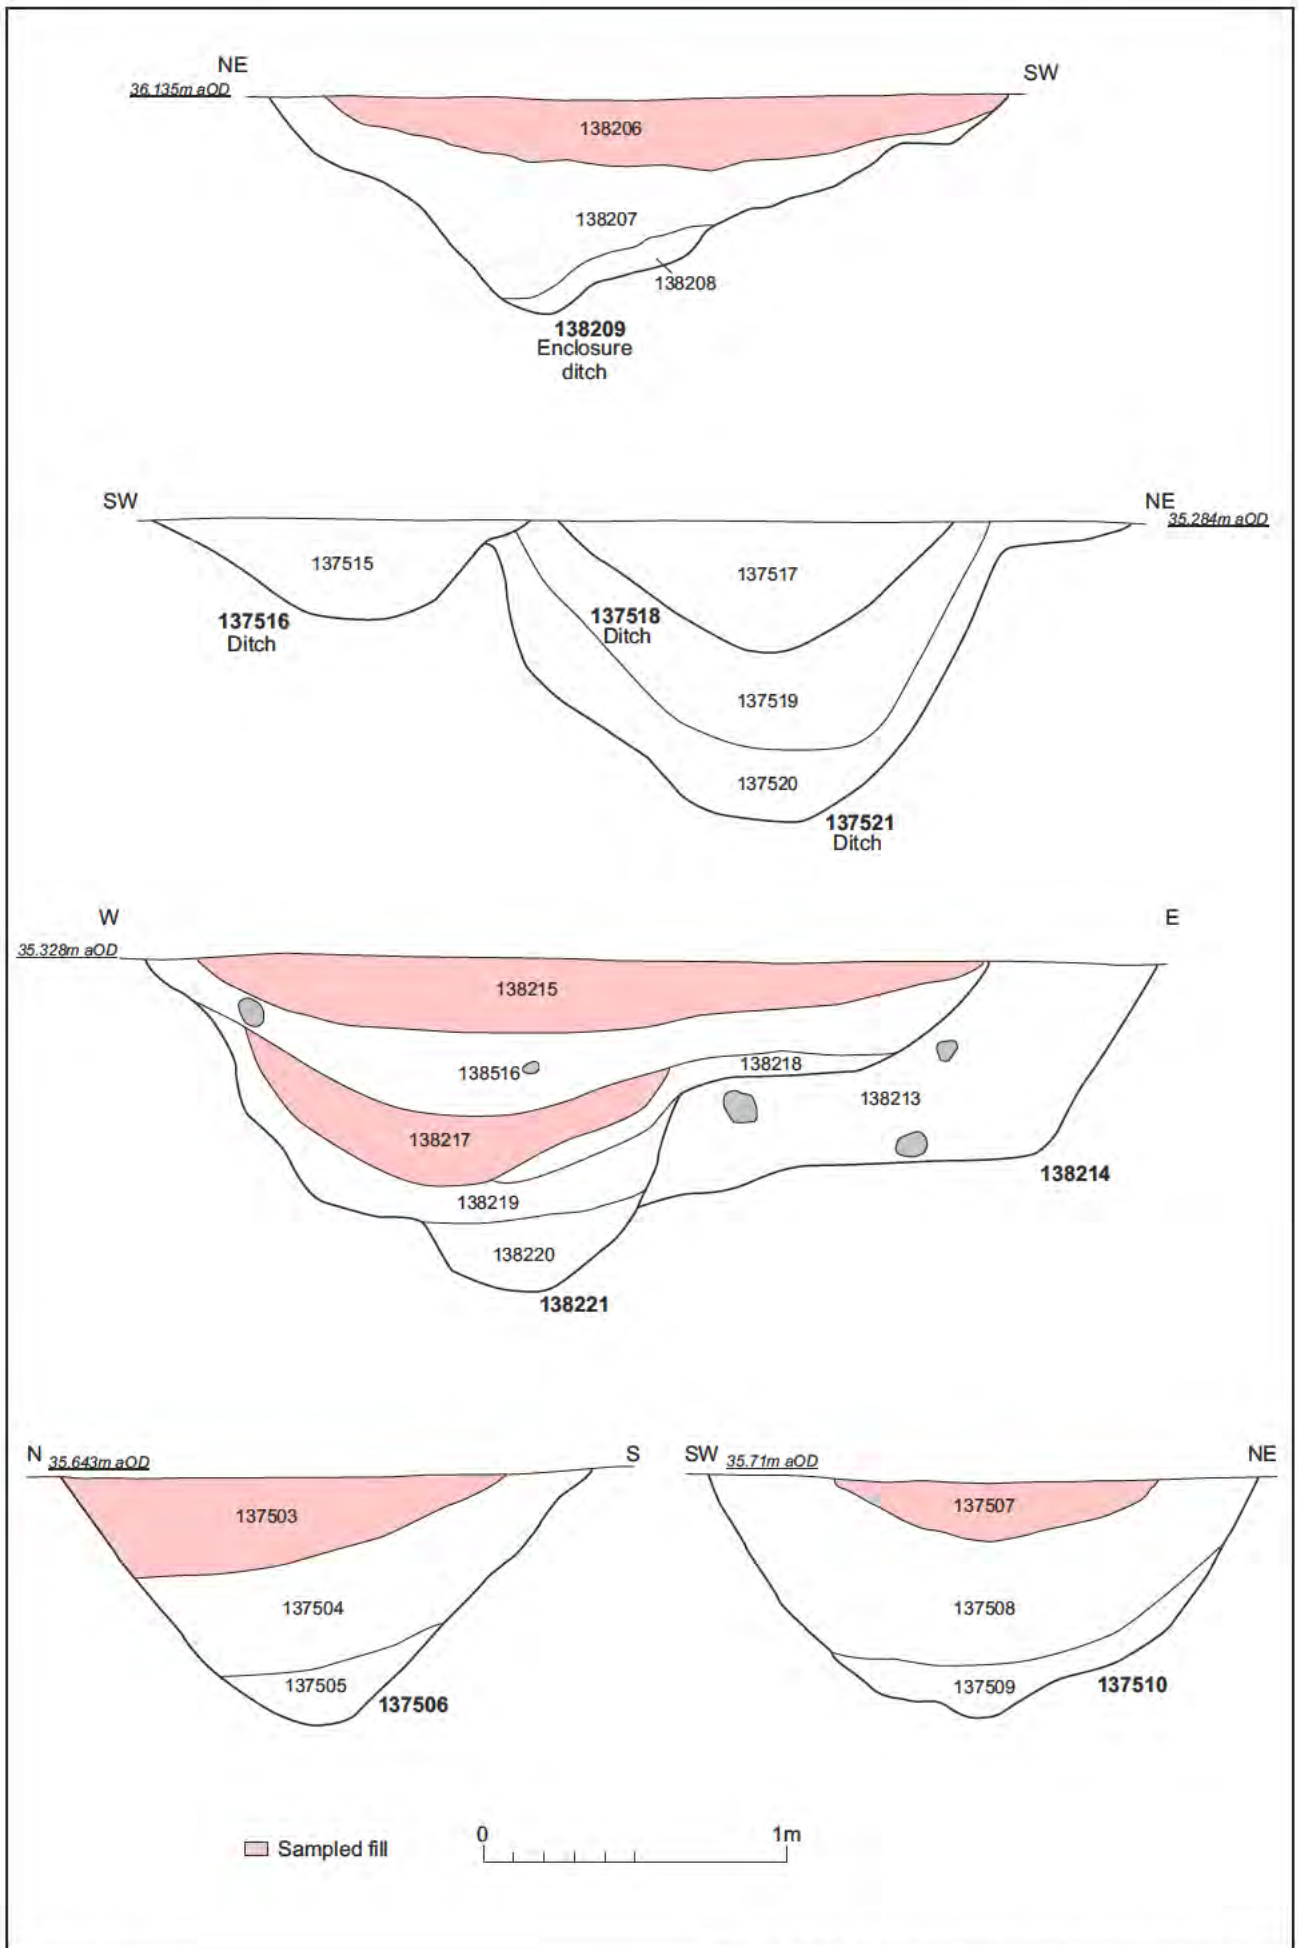 NE
SW
36.135m aOD
138206
138207
138208
138209
Enclosure
ditch
SW
NE
35.284m aOD
137515
137517
137516
Ditch
137518
Ditch
137519
137520
137521
Ditch
W
E
35.328m aOD
138215
138516
138218
138213
138217
138214
138219
138220
138221
N
35.643m aOD
S
137503
137504
137505
137506
SW
35.71m aOD
NE
137507
137508
137509
137510
Sampled fill
0
1m